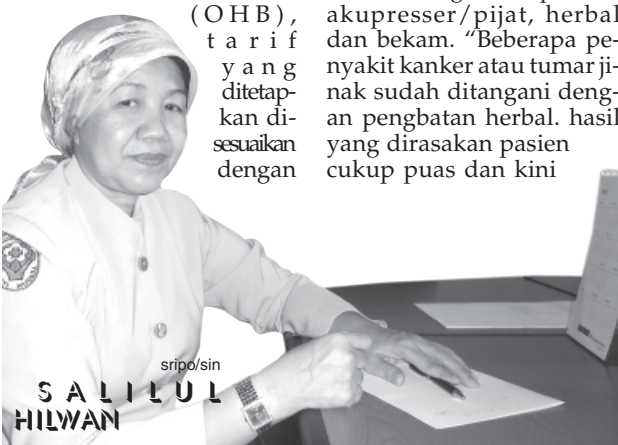 (OHB),
tarif
yang
ditetap-
kan di-
sesuaikan
dengan
akupresser/pijat, herbal
dan bekam. “Beberapa pe-
nyakit kanker atau tumar ji-
nak sudah ditangani deng-
an pengbatan herbal. hasil
yang dirasakan pasien
cukup puas dan kini
sripo/sin
SALILUL
HILWAN